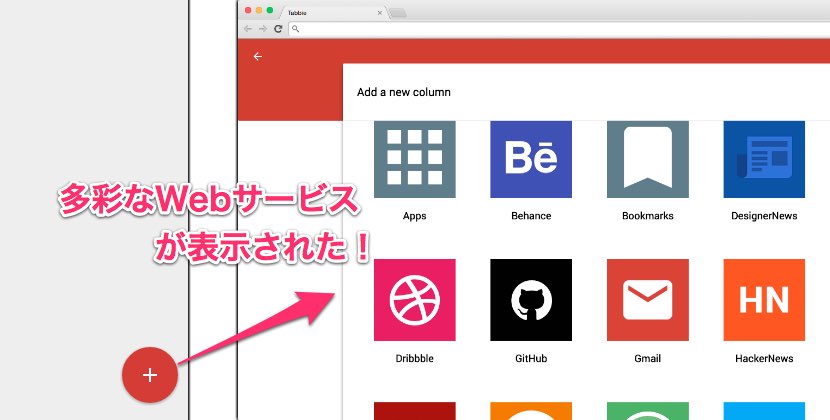 Tabbie
Add a new column
Bē
Apps
Behance
Bookmarks
DesignerNews
多彩なWebサービス
が表示された！
HN
Dribbble
GitHub
Gmail
HackerNews